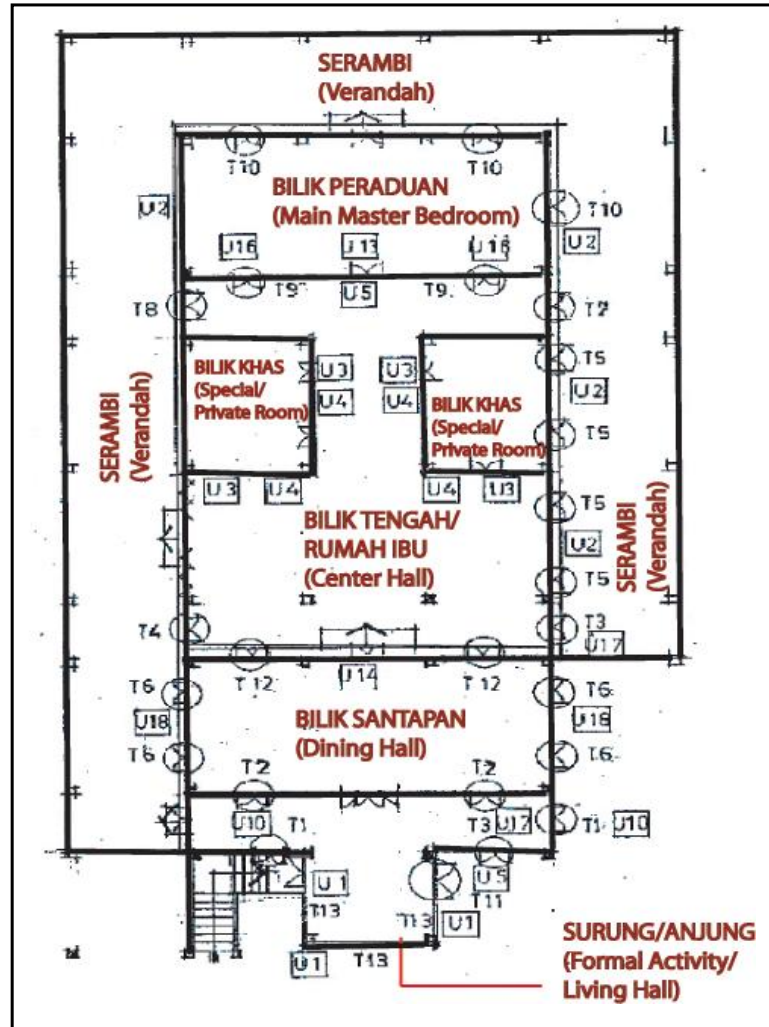 SERAMBI
(Verandah)
T10
T10
BILIK PERADUAN
(Main Master Bedroom)
U2
T10
U2
U16
U13
U16
T9
U5
T9
T8
T5
BILIK KHAS
(Special/
Private Room)
U3
U4
U3
U4
BILIK KHAS
(Special/
Private Room)
U2
T5
SERAMBI
(Verandah)
U3
U4
U4
U3
BILIK TENGAH/
RUMAH IBU
(Center Hall)
T5
U2
T5
SERAMBI
(Verandah)
T4
T3
U17
T12
U14
T12
T6
U18
T6
BILIK SANTAPAN
(Dining Hall)
T6
U18
T6
T2
T2
U10
T1
T3
U17
T1
U10
U1
U5
T11
T13
T13
U1
U1
T13
SURUNG/ANJUNG
(Formal Activity/
Living Hall)